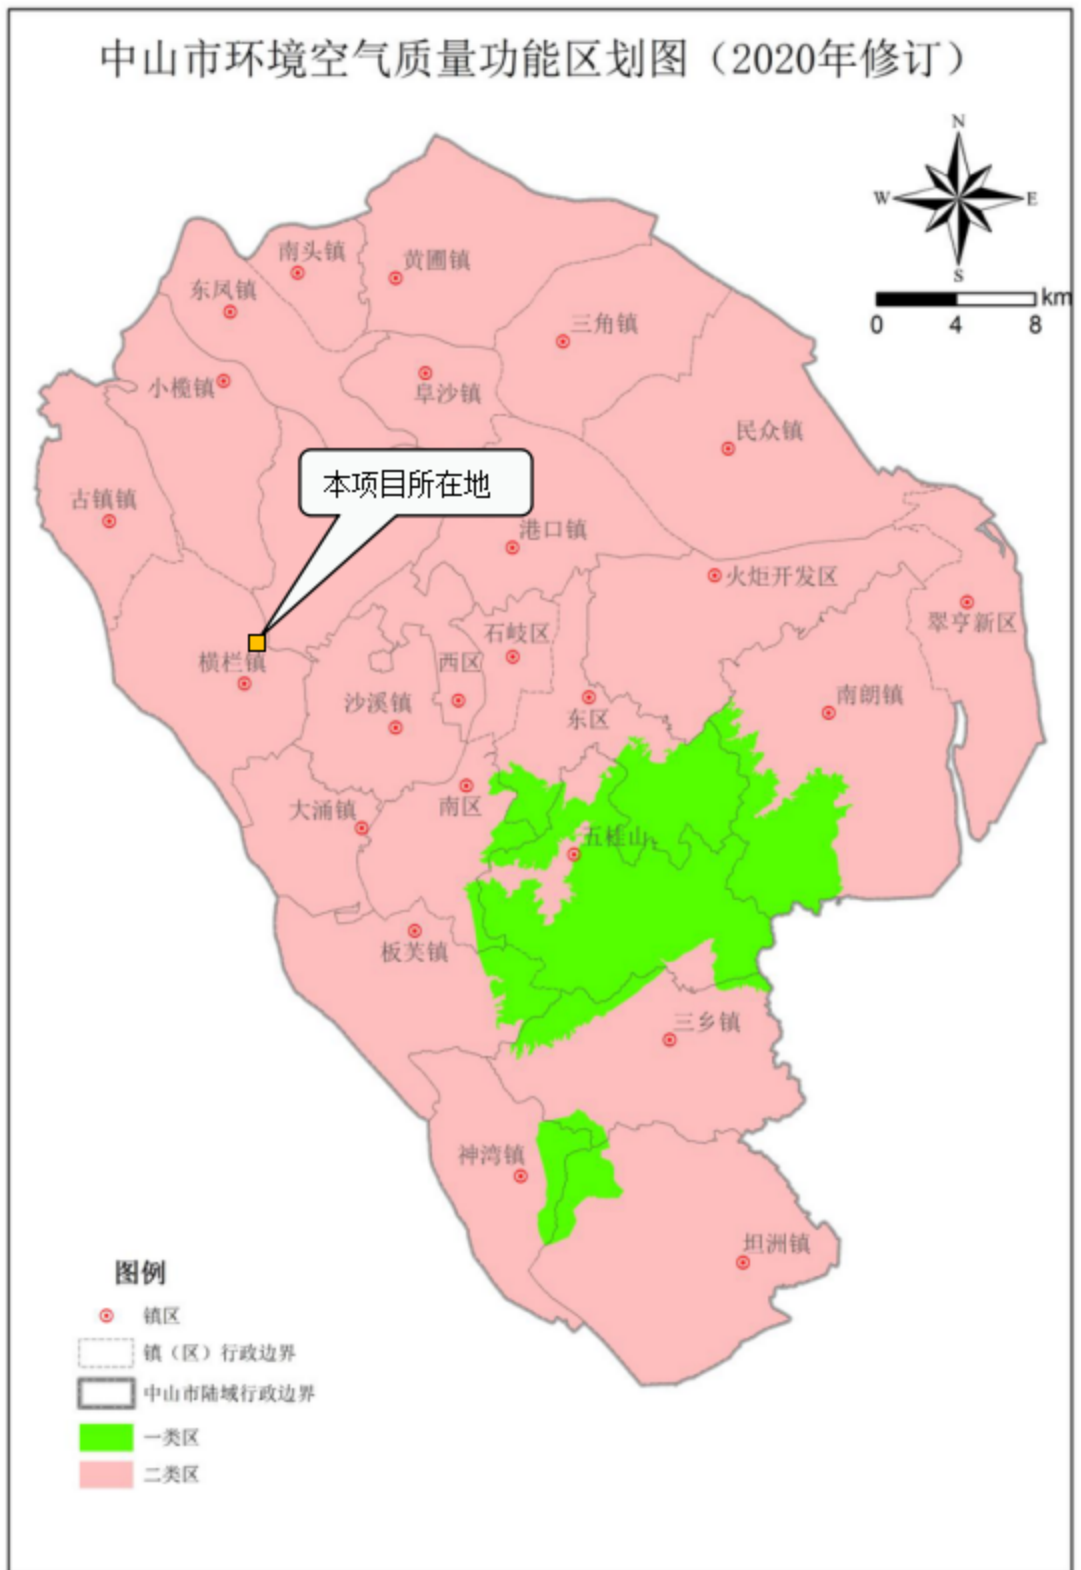 中山市环境空气质量功能区划图（2020年修订）
N
W
E
S
km
0
4
8
南头镇
黄圃镇
东凤镇
三角镇
小榄镇
阜沙镇
民众镇
本项目所在地
古镇镇
港口镇
火炬开发区
翠亨新区
石岐区
横栏镇
西区
沙溪镇
东区
南朗镇
大涌镇
南区
五桂山
板芙镇
三乡镇
神湾镇
坦洲镇
图例
镇区
镇（区）行政边界
中山市陆域行政边界
一类区
二类区